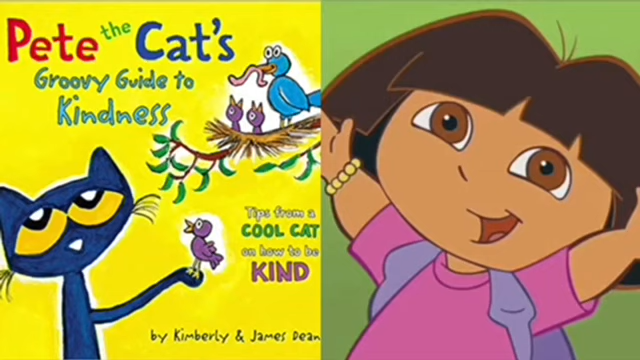 Pete the Cat's
Groovy Guide to
Kindness
Tips from a
COOL CAT
on how to be
KIND
by Kimberly & James Dean